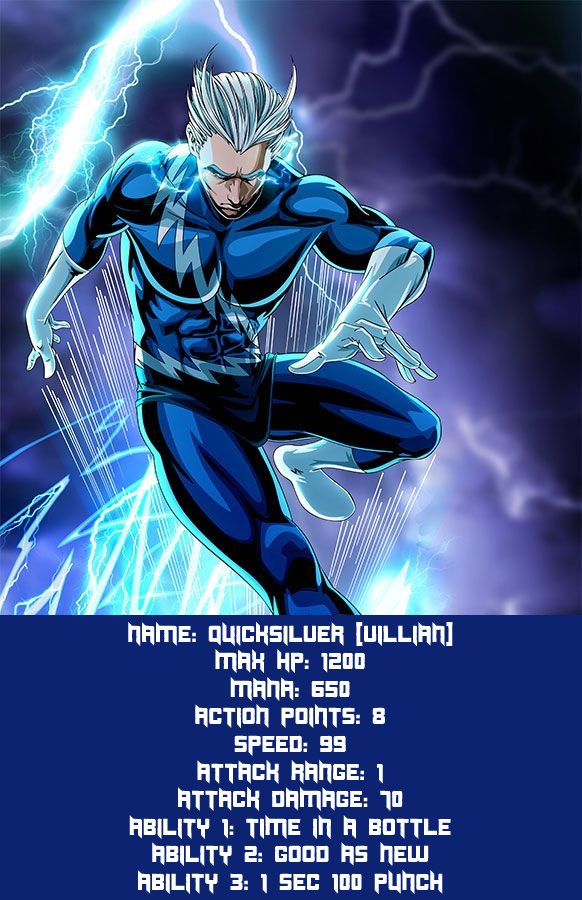 NAME: QUICKSILVER [VILLIAN]
MAX HP: 1200
MANA: 650
ACTION POINTS: 8
SPEED: 99
ATTACK RANGE: 1
ATTACK DAMAGE: 70
ABILITY 1: TIME IN A BOTTLE
ABILITY 2: GOOD AS NEW
ABILITY 3: 1 SEC 100 PUNCH